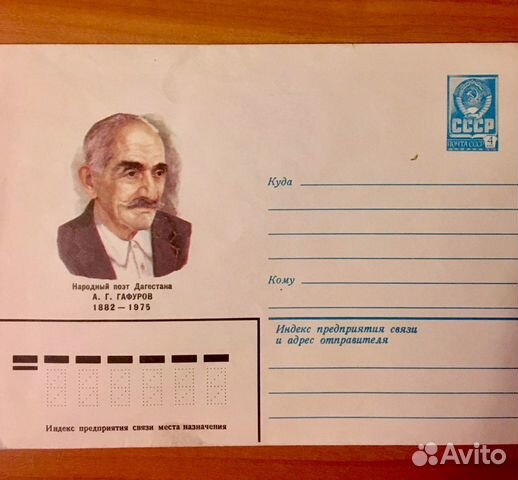 СССР
ПОЧТА СССР 4
Куда
Народный поэт Дагестана
А. Г. ГАФУРОВ
1882 — 1975
Кому
Индекс предприятия связи
и адрес отправителя
Индекс предприятия связи места назначения
Avito